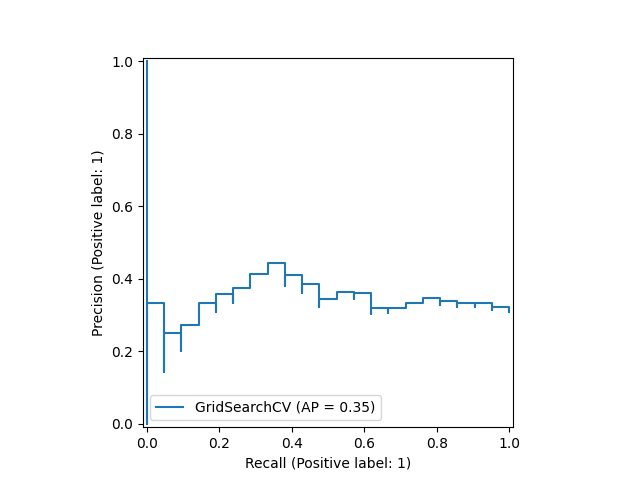 1.0
0.8
0.6
0.4
0.2
0.0
Precision (Positive label: 1)
GridSearchCV (AP = 0.35)
0.0 0.2 0.4 0.6 0.8 1.0
Recall (Positive label: 1)